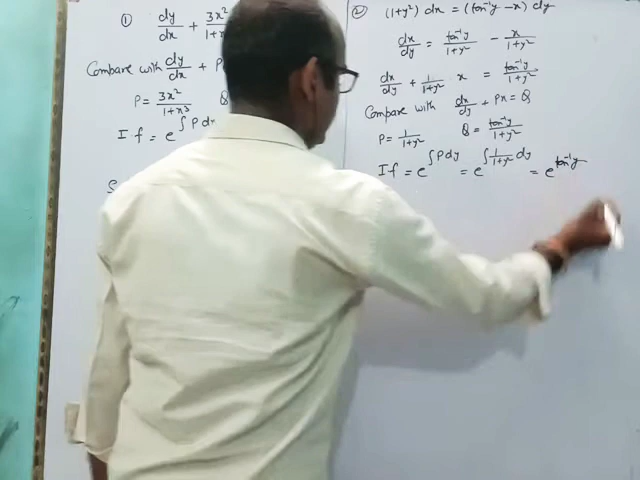 ① dy/dx + 3x²/1+
Compare with dy/dx + P
P = 3x²/1+x³
I f = e^∫P dx
② (1+y²) dx = (tan⁻¹y − x) dy
dx/dy = tan⁻¹y/1+y² − x/1+y²
dx/dy + 1/1+y² · x = tan⁻¹y/1+y²
Compare with dx/dy + Px = Q
P = 1/1+y² Q = tan⁻¹y/1+y²
I f = e^∫P dy = e^∫1/1+y² dy = e^tan⁻¹y